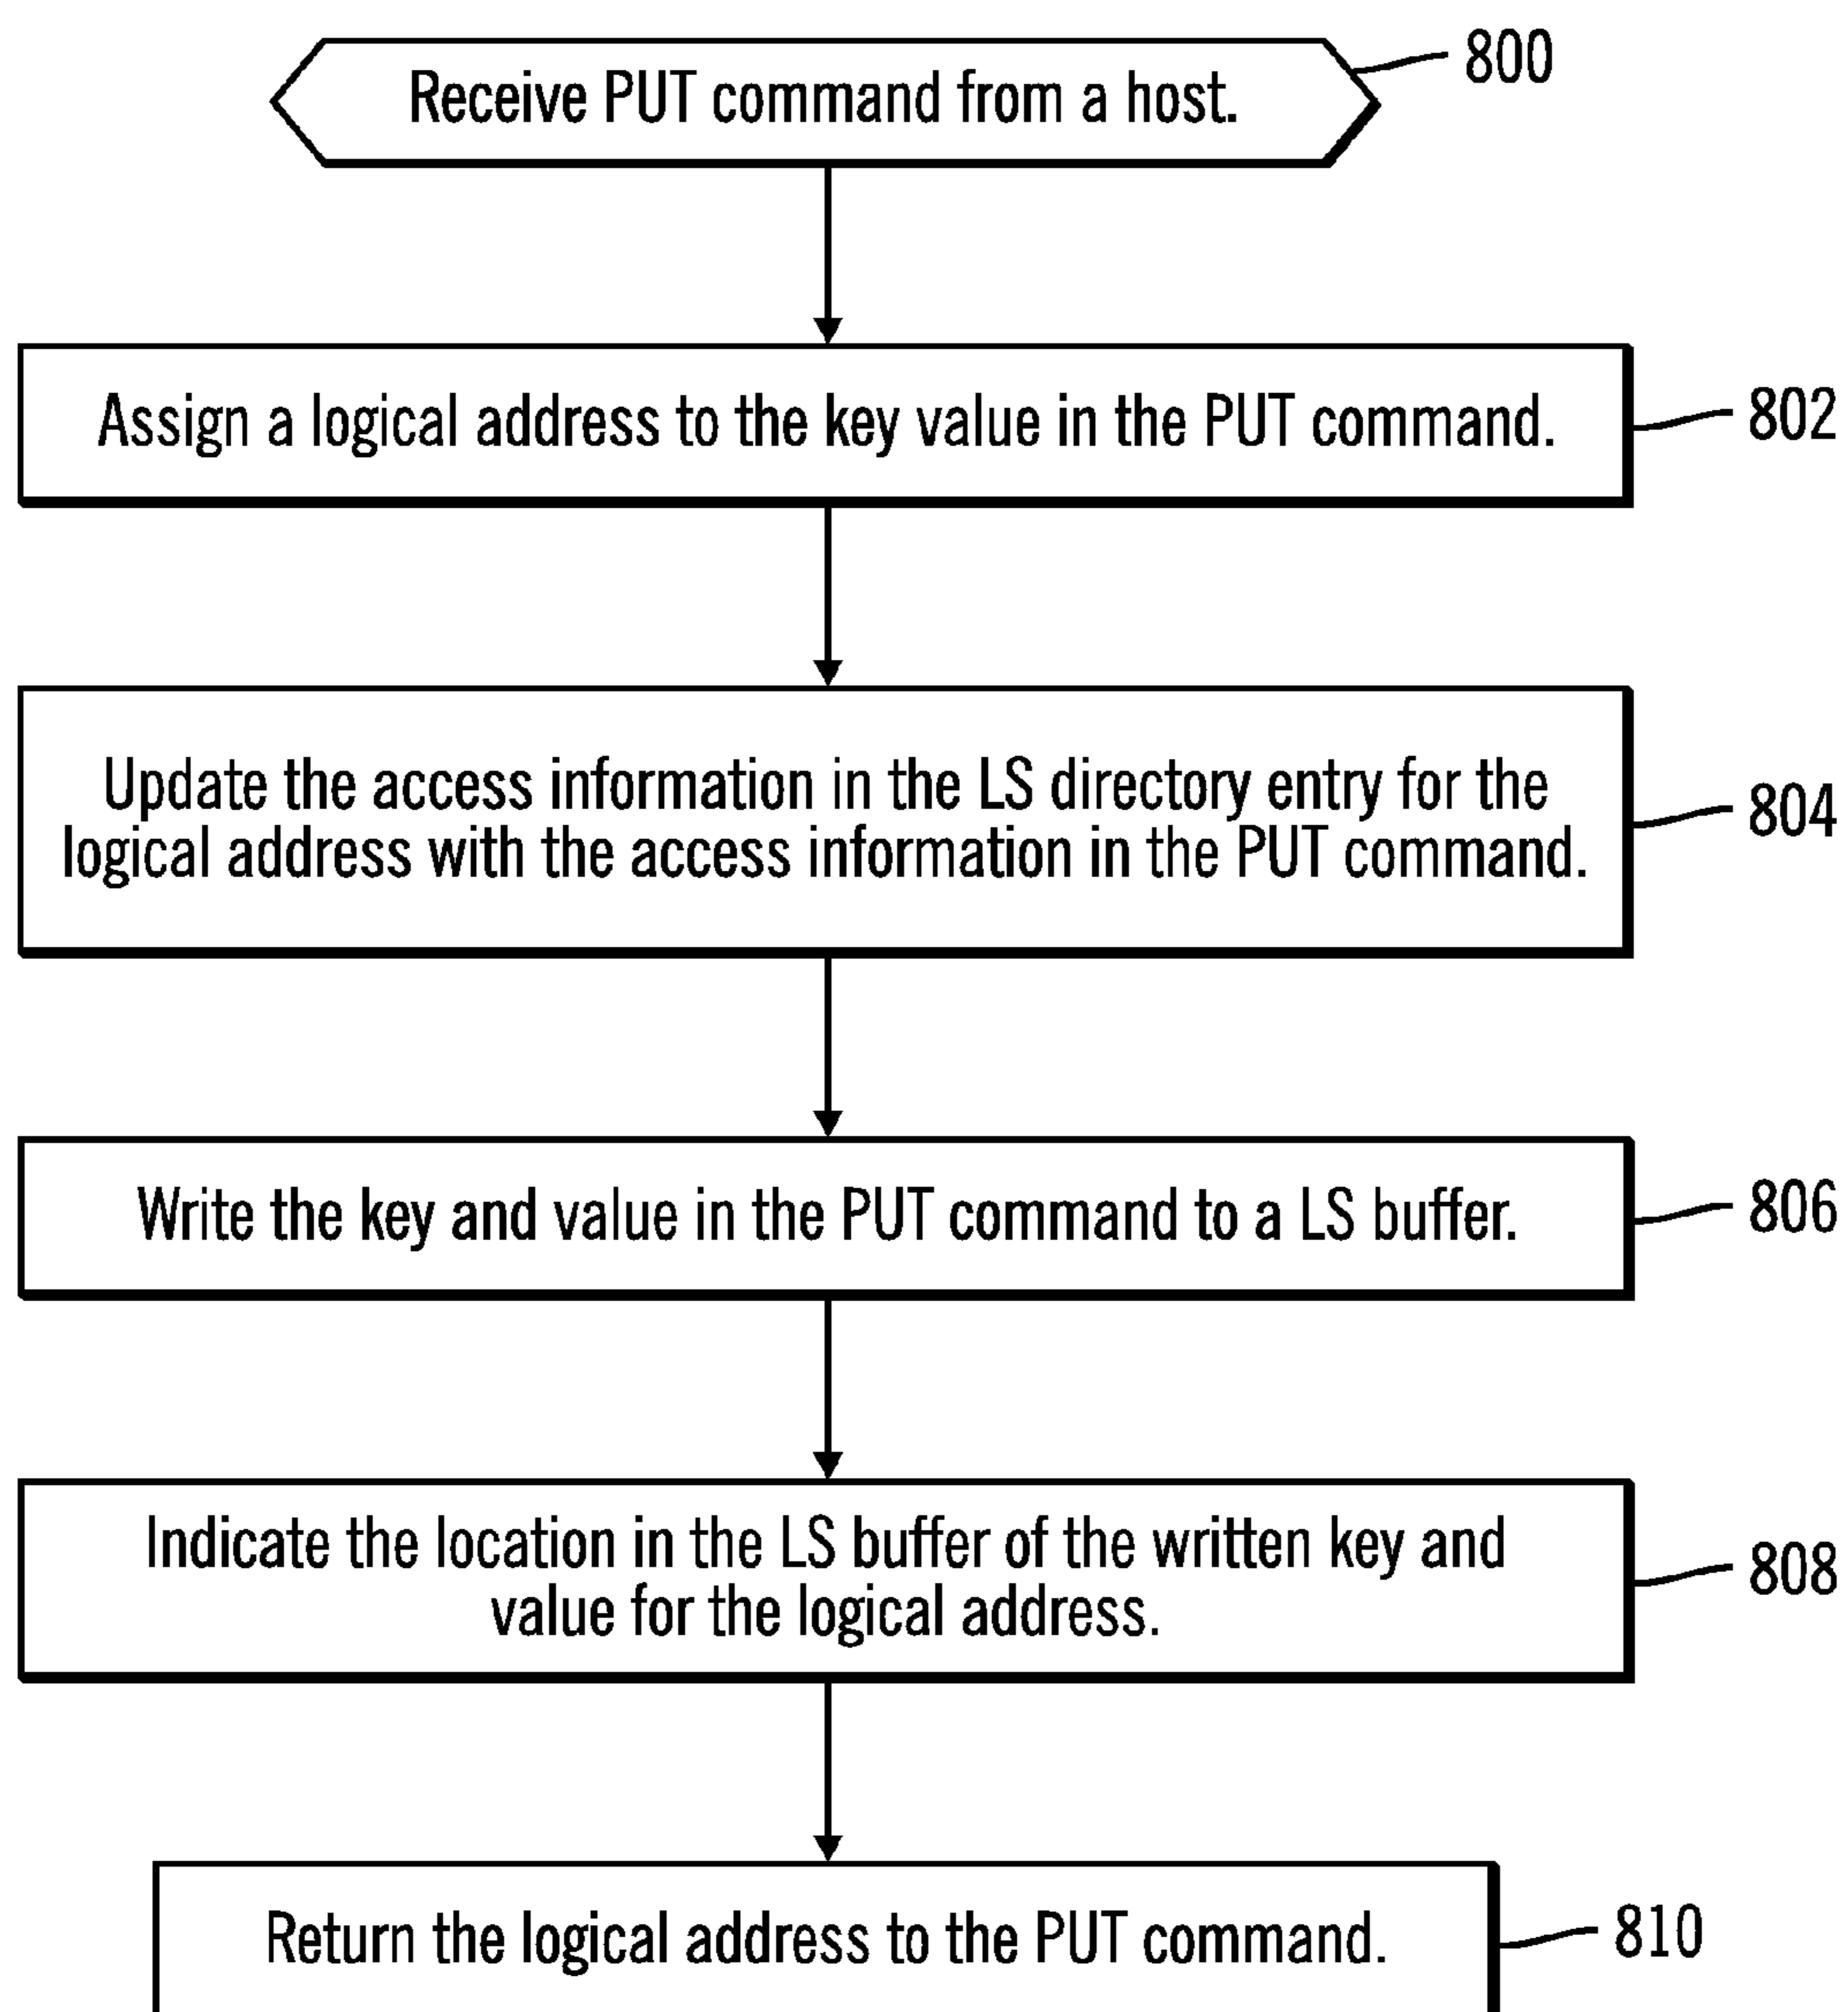 Receive PUT command from a host.
800
Assign a logical address to the key value in the PUT command.
802
Update the access information in the LS directory entry for the
logical address with the access information in the PUT command.
804
Write the key and value in the PUT command to a LS buffer.
806
Indicate the location in the LS buffer of the written key and
value for the logical address.
808
Return the logical address to the PUT command.
810